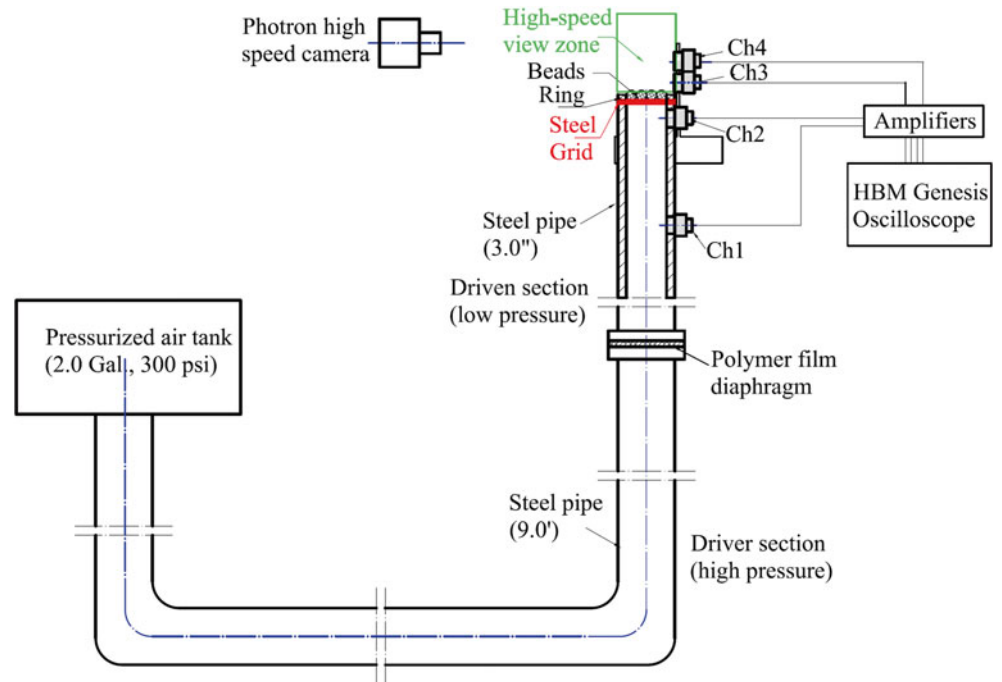 Photron high
speed camera
High-speed
view zone
Beads
Ring
Steel
Grid
Ch4
Ch3
Ch2
Amplifiers
HBM Genesis
Oscilloscope
Steel pipe
(3.0")
Ch1
Driven section
(low pressure)
Pressurized air tank
(2.0 Gal., 300 psi)
Polymer film
diaphragm
Steel pipe
(9.0')
Driver section
(high pressure)